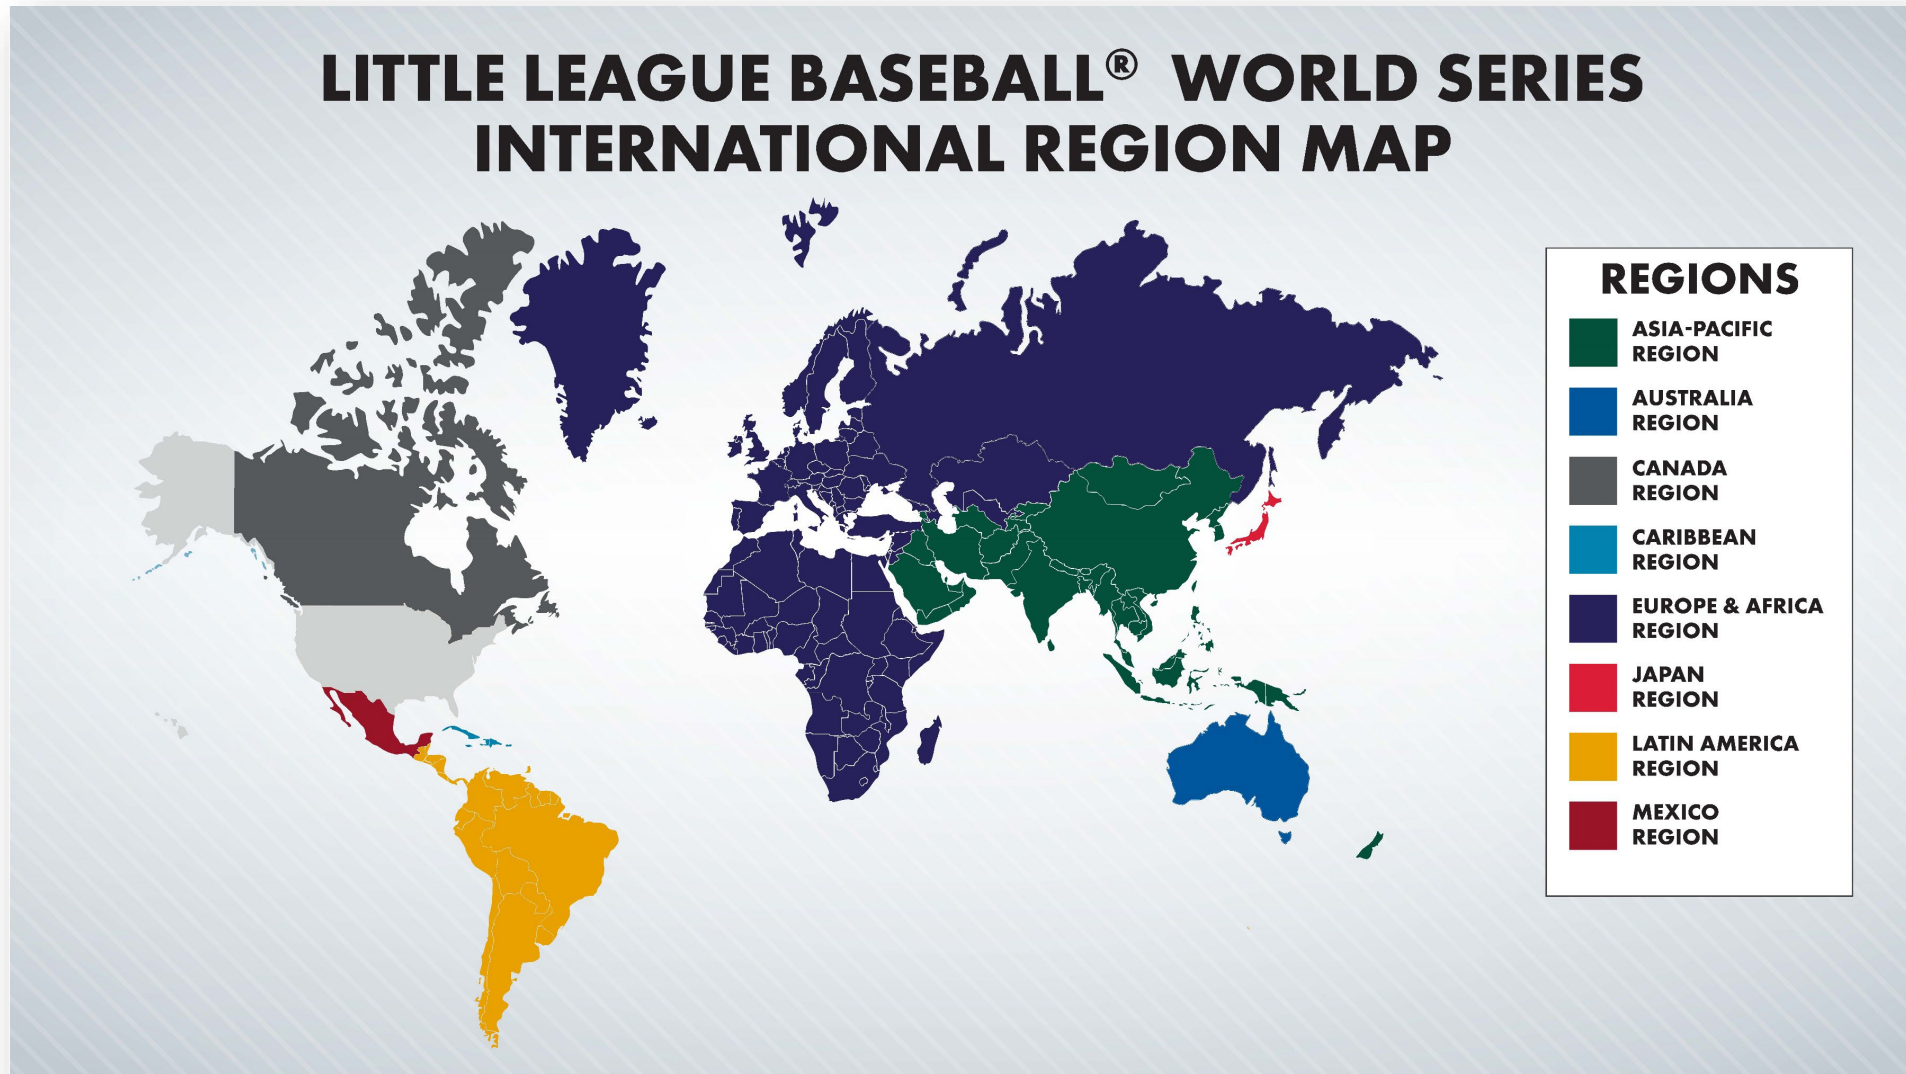 LITTLE LEAGUE BASEBALL® WORLD SERIES
INTERNATIONAL REGION MAP
REGIONS
ASIA-PACIFIC
REGION
AUSTRALIA
REGION
CANADA
REGION
CARIBBEAN
REGION
EUROPE & AFRICA
REGION
JAPAN
REGION
LATIN AMERICA
REGION
MEXICO
REGION